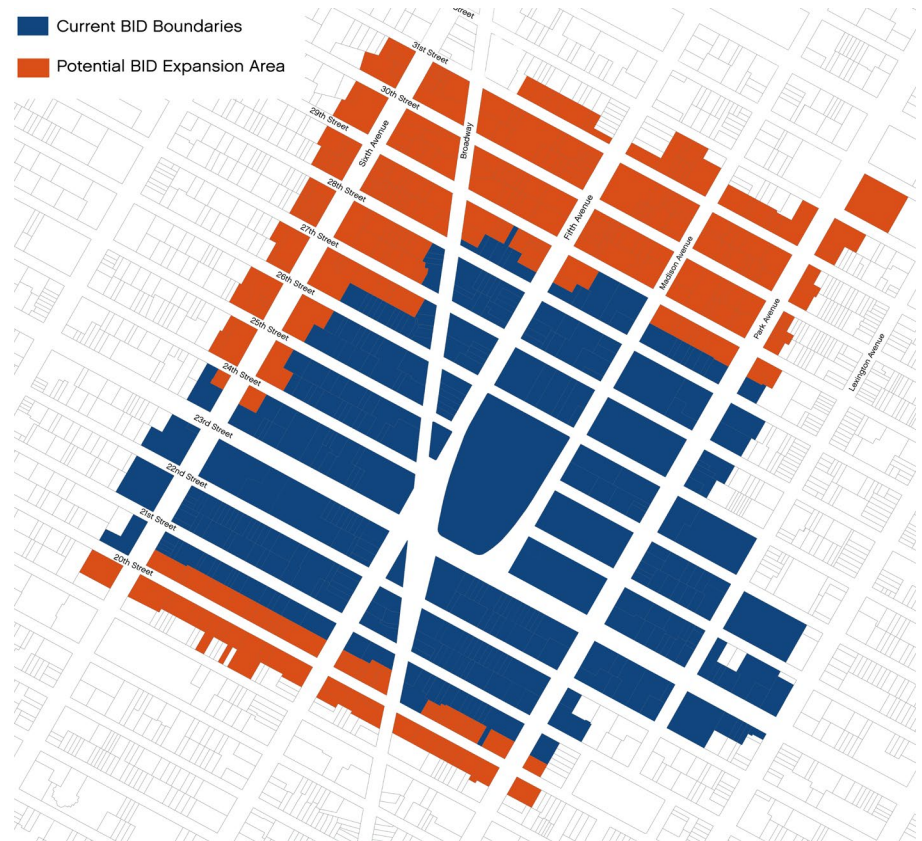 Current BID Boundaries
Potential BID Expansion Area
Street
31st Street
30th Street
29th Street
28th Street
27th Street
26th Street
25th Street
24th Street
23rd Street
22nd Street
21st Street
20th Street
Sixth Avenue
Broadway
Fifth Avenue
Madison Avenue
Park Avenue
Lexington Avenue